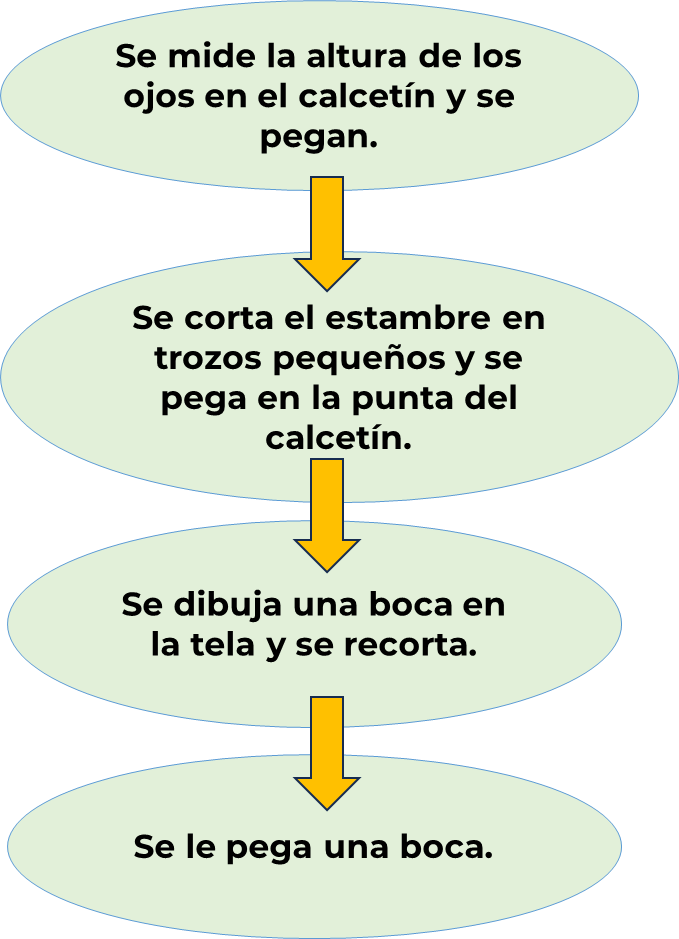 Se mide la altura de los
ojos en el calcetín y se
pegan.
Se corta el estambre en
trozos pequeños y se
pega en la punta del
calcetín.
Se dibuja una boca en
la tela y se recorta.
Se le pega una boca.